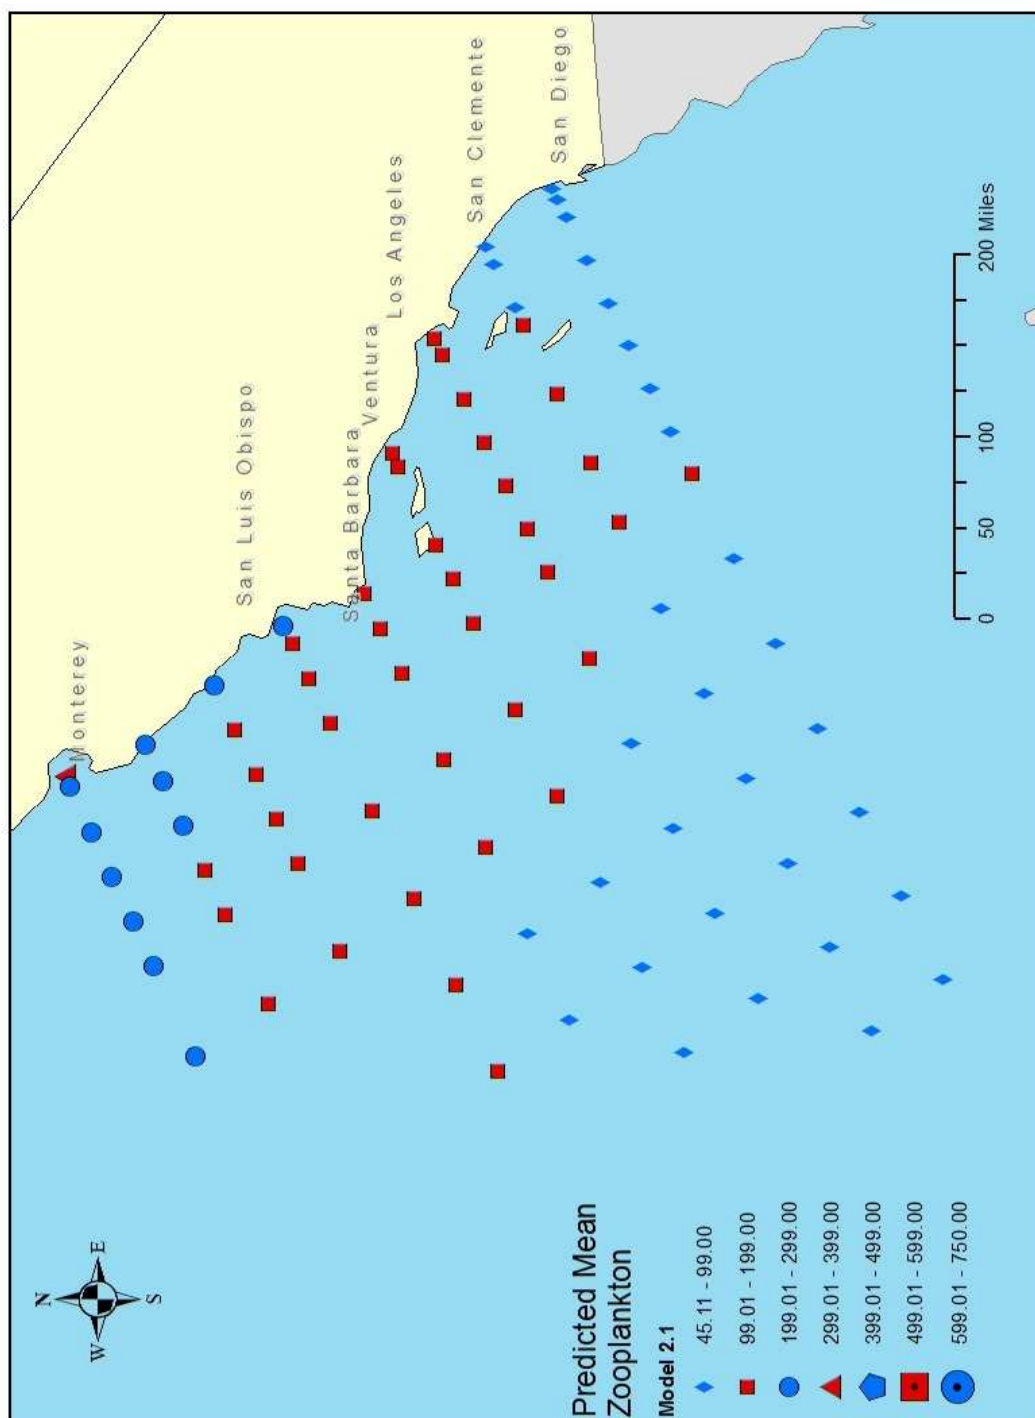 Monterey
San Luis Obispo
Santa Barbara
Ventura
Los Angeles
San Clemente
San Diego
N
W
E
S
Predicted Mean
Zooplankton
Model 2.1
45.11 - 99.00
99.01 - 199.00
199.01 - 299.00
299.01 - 399.00
399.01 - 499.00
499.01 - 599.00
599.01 - 750.00
0 50 100 200 Miles